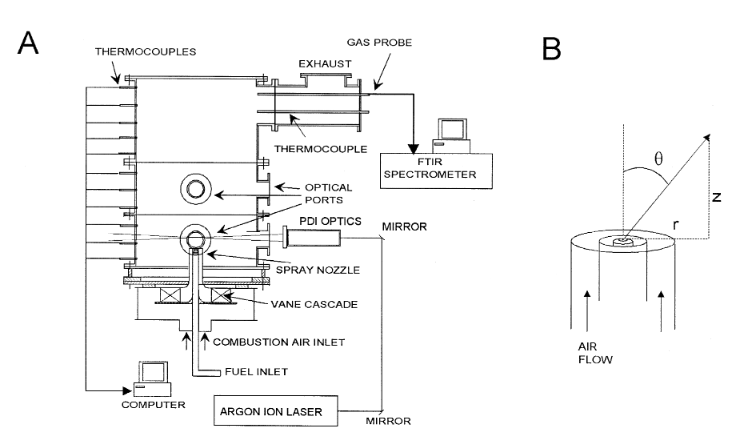 A
THERMOCOUPLES
EXHAUST
GAS PROBE
THERMOCOUPLE
FTIR
SPECTROMETER
OPTICAL
PORTS
PDI OPTICS
MIRROR
SPRAY NOZZLE
VANE CASCADE
COMBUSTION AIR INLET
FUEL INLET
COMPUTER
ARGON ION LASER
MIRROR
B
θ
z
r
AIR
FLOW